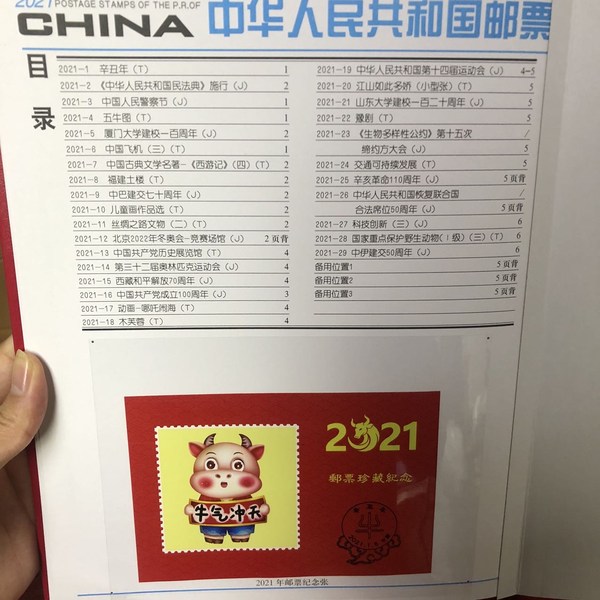 2021 POSTAGE STAMPS OF THE P.R.OF
CHINA 中华人民共和国邮票
目录
2021-1 辛丑年（T） 1
2021-2 《中华人民共和国民法典》施行（J） 2
2021-3 中国人民警察节（J） 2
2021-4 五牛图（T） 2
2021-5 厦门大学建校一百周年（J） 2
2021-6 中国飞机（三）（T） 1
2021-7 中国古典文学名著-《西游记》（四）（T） 2
2021-8 福建土楼（T） 2
2021-9 中巴建交七十周年（J） 2
2021-10 儿童画作品选（T） 2
2021-11 丝绸之路文物（二）（T） 2
2021-12 北京2022年冬奥会-竞赛场馆（J） 2 页背
2021-13 中国共产党历史展览馆（T） 4
2021-14 第三十二届奥林匹克运动会（J） 4
2021-15 西藏和平解放70周年（J） 4
2021-16 中国共产党成立100周年（J） 3
2021-17 动画-哪吒闹海（T） 4
2021-18 木芙蓉（T） 4
2021-19 中华人民共和国第十四届运动会（J） 4-5
2021-20 江山如此多娇（小型张）（T） 5
2021-21 山东大学建校一百二十周年（J） 5
2021-22 豫剧（T） 5
2021-23 《生物多样性公约》第十五次 /
缔约方大会（J） 5
2021-24 交通可持续发展（T） 5
2021-25 辛亥革命110周年（J） 5 页背
2021-26 中华人民共和国恢复联合国 /
合法席位50周年（J） 5 页背
2021-27 科技创新（三）（J） 6
2021-28 国家重点保护野生动物（Ⅰ级）（三）（T） 6
2021-29 中伊建交50周年（J） 6
备用位置1 5 页背
备用位置2 5 页背
备用位置3 5 页背
2021
邮票珍藏纪念
牛气冲天
2021 年邮票纪念张